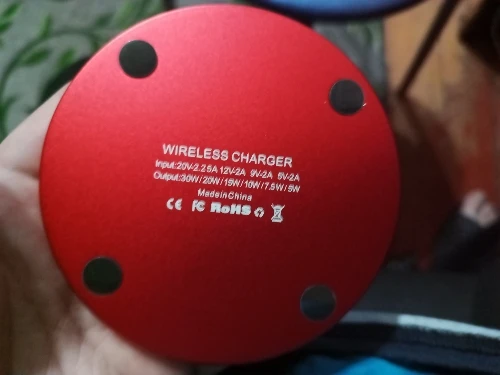 WIRELESS CHARGER
Input:20V-2.25A 12V-2A 9V-2A 5V-2A
Output:30W/20W/15W/10W/7.5W/5W
MadeinChina
CE FC RoHS